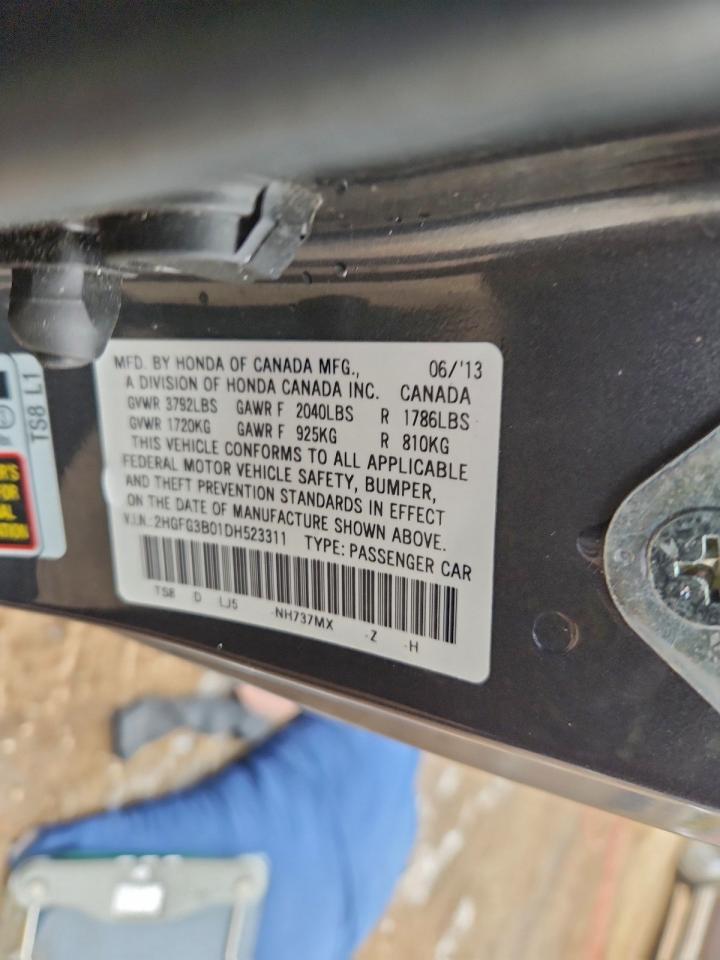 MFD. BY HONDA OF CANADA MFG., 06/'13
A DIVISION OF HONDA CANADA INC. CANADA
GVWR 3792LBS GAWR F 2040LBS R 1786LBS
GVWR 1720KG GAWR F 925KG R 810KG
THIS VEHICLE CONFORMS TO ALL APPLICABLE
FEDERAL MOTOR VEHICLE SAFETY, BUMPER,
AND THEFT PREVENTION STANDARDS IN EFFECT
ON THE DATE OF MANUFACTURE SHOWN ABOVE.
V.I.N.:2HGFG3B01DH523311 TYPE: PASSENGER CAR
TS8 D LJ5 -NH737MX -Z -H
TS8 L1